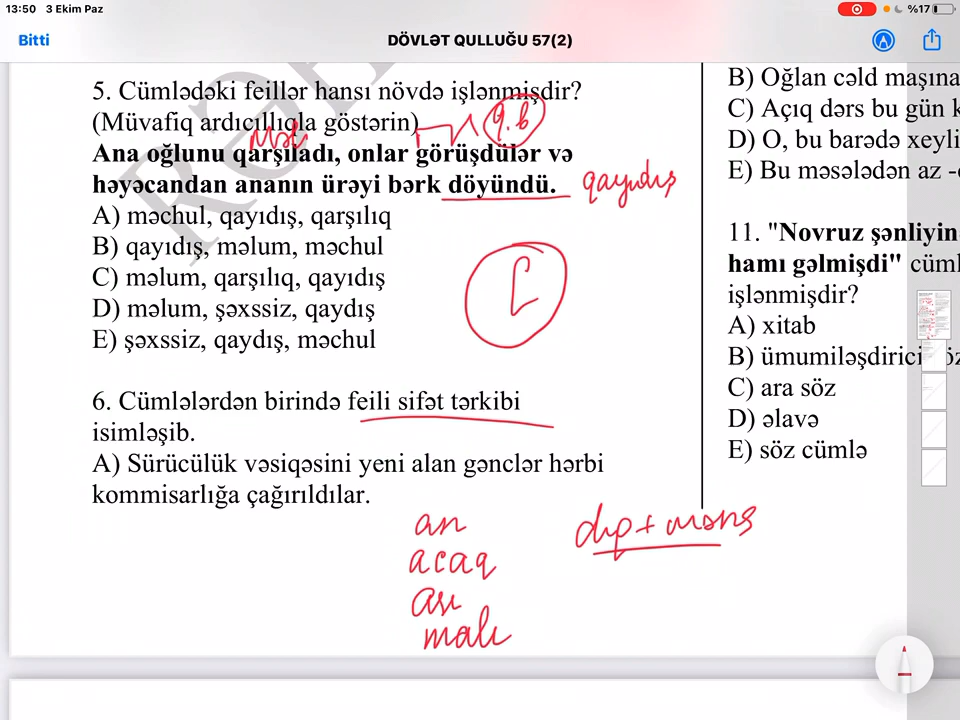 13:50 3 Ekim Paz
%17
Bitti
DÖVLƏT QULLUĞU 57(2)
5. Cümlədəki feillər hansı növdə işlənmişdir?
(Müvafiq ardıcıllıqla göstərin)
məl
q.b
Ana oğlunu qarşıladı, onlar görüşdülər və
həyəcandan ananın ürəyi bərk döyündü.
qayıdış
A) məchul, qayıdış, qarşılıq
B) qayıdış, məlum, məchul
C) məlum, qarşılıq, qayıdış
D) məlum, şəxssiz, qaydış
E) şəxssiz, qaydış, məchul
C
6. Cümlələrdən birində feili sifət tərkibi
isimləşib.
A) Sürücülük vəsiqəsini yeni alan gənclər hərbi
kommisarlığa çağırıldılar.
an
acaq
ası
malı
dıp + məns
B) Oğlan cəld maşına
C) Açıq dərs bu gün k
D) O, bu barədə xeyli
E) Bu məsələdən az -
11. "Novruz şənliyin
hamı gəlmişdi" cüml
işlənmişdir?
A) xitab
B) ümumiləşdirici
C) ara söz
D) əlavə
E) söz cümlə